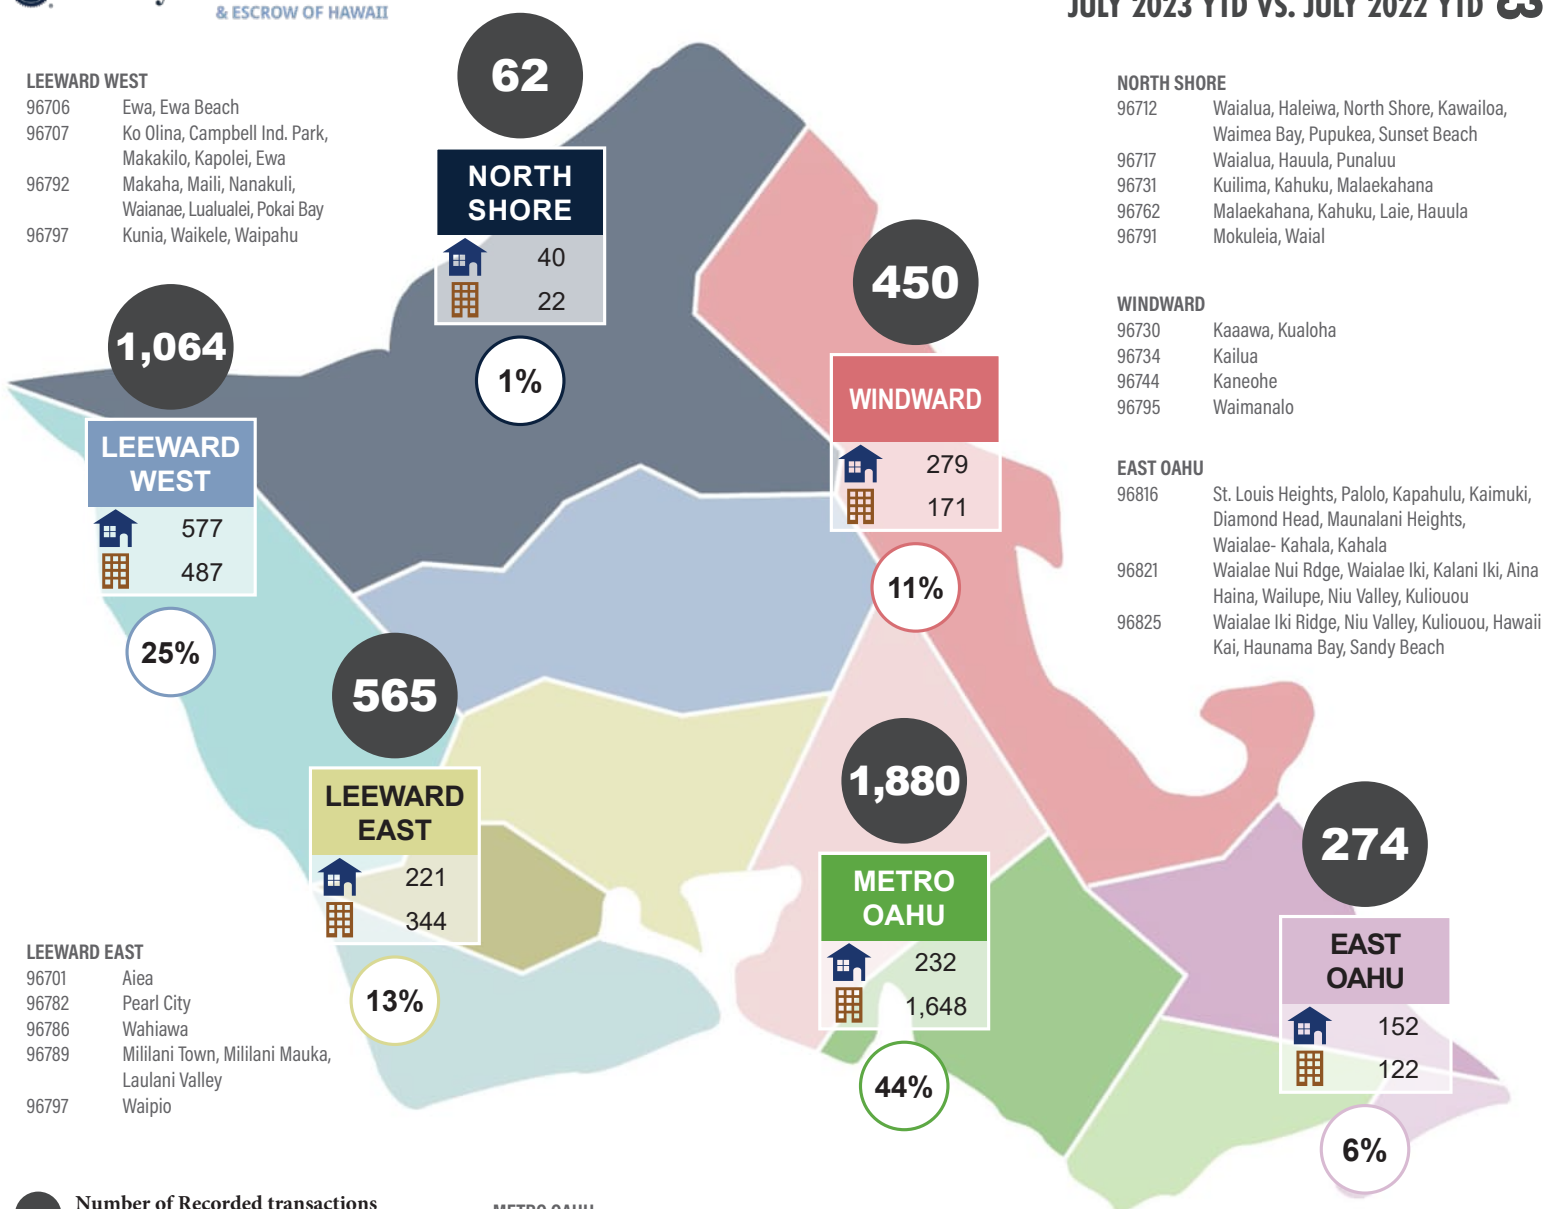 & ESCROW OF HAWAII
JULY 2023 YTD VS. JULY 2022 YTD
LEEWARD WEST
96706 Ewa, Ewa Beach
96707 Ko Olina, Campbell Ind. Park,
Makakilo, Kapolei, Ewa
96792 Makaha, Maili, Nanakuli,
Waianae, Lualualei, Pokai Bay
96797 Kunia, Waikele, Waipahu
62
NORTH
SHORE
40
22
1%
NORTH SHORE
96712 Waialua, Haleiwa, North Shore, Kawailoa,
Waimea Bay, Pupukea, Sunset Beach
96717 Waialua, Hauula, Punaluu
96731 Kuilima, Kahuku, Malaekahana
96762 Malaekahana, Kahuku, Laie, Hauula
96791 Mokuleia, Waial
WINDWARD
96730 Kaaawa, Kualoha
96734 Kailua
96744 Kaneohe
96795 Waimanalo
EAST OAHU
96816 St. Louis Heights, Palolo, Kapahulu, Kaimuki,
Diamond Head, Maunalani Heights,
Waialae- Kahala, Kahala
96821 Waialae Nui Rdge, Waialae Iki, Kalani Iki, Aina
Haina, Wailupe, Niu Valley, Kuliouou
96825 Waialae Iki Ridge, Niu Valley, Kuliouou, Hawaii
Kai, Haunama Bay, Sandy Beach
450
WINDWARD
279
171
11%
1,064
LEEWARD
WEST
577
487
25%
565
LEEWARD
EAST
221
344
13%
1,880
METRO
OAHU
232
1,648
44%
274
EAST
OAHU
152
122
6%
LEEWARD EAST
96701 Aiea
96782 Pearl City
96786 Wahiawa
96789 Mililani Town, Mililani Mauka,
Laulani Valley
96797 Waipio
Number of Recorded transactions
METRO OAHU